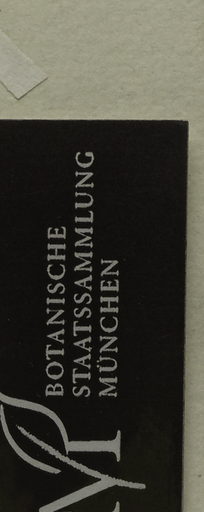 BOTANISCHE
STAATSSAMMLUNG
MÜNCHEN
M